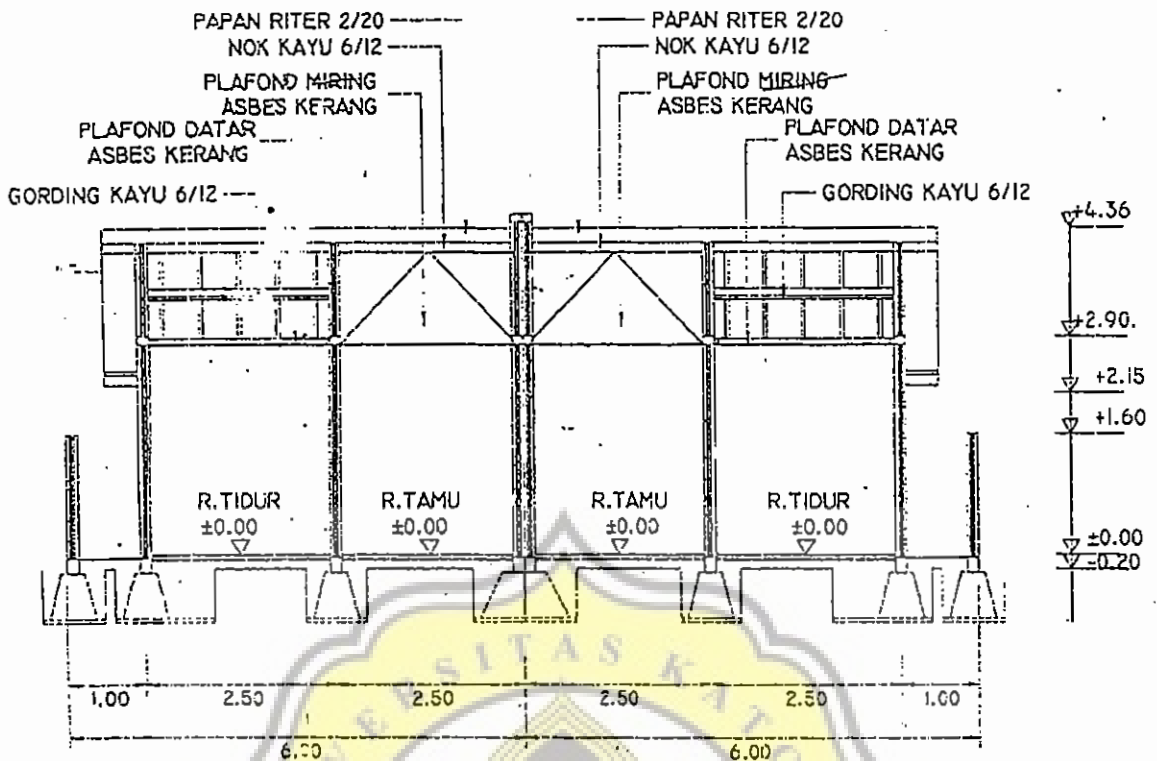 PAPAN RITER 2/20
PAPAN RITER 2/20
NOK KAYU 6/12
NOK KAYU 6/12
PLAFOND MIRING
ASBES KERANG
PLAFOND MIRING
ASBES KERANG
PLAFOND DATAR
ASBES KERANG
PLAFOND DATAR
ASBES KERANG
GORDING KAYU 6/12
GORDING KAYU 6/12
+4.36
+2.90.
+2.15
+1.60
R.TIDUR
±0.00
R.TAMU
±0.00
R.TAMU
±0.00
R.TIDUR
±0.00
±0.00
-0.20
1.00 2.50 2.50 2.50 2.50 1.00
6.00 6.00
VERSITAS KATO